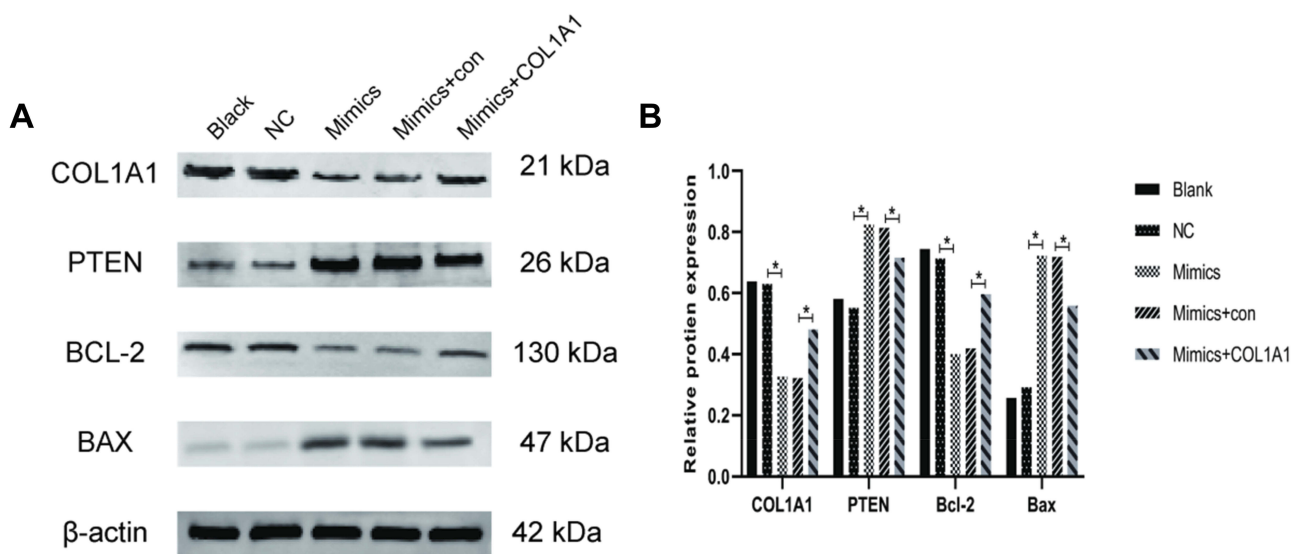 A
Black NC Mimics Mimics+con Mimics+COL1A1
COL1A1 21 kDa
PTEN 26 kDa
BCL-2 130 kDa
BAX 47 kDa
β-actin 42 kDa
B
Relative protien expression
1.0
0.8
0.6
0.4
0.2
0.0
* * * * * * * *
COL1A1 PTEN Bcl-2 Bax
Blank
NC
Mimics
Mimics+con
Mimics+COL1A1